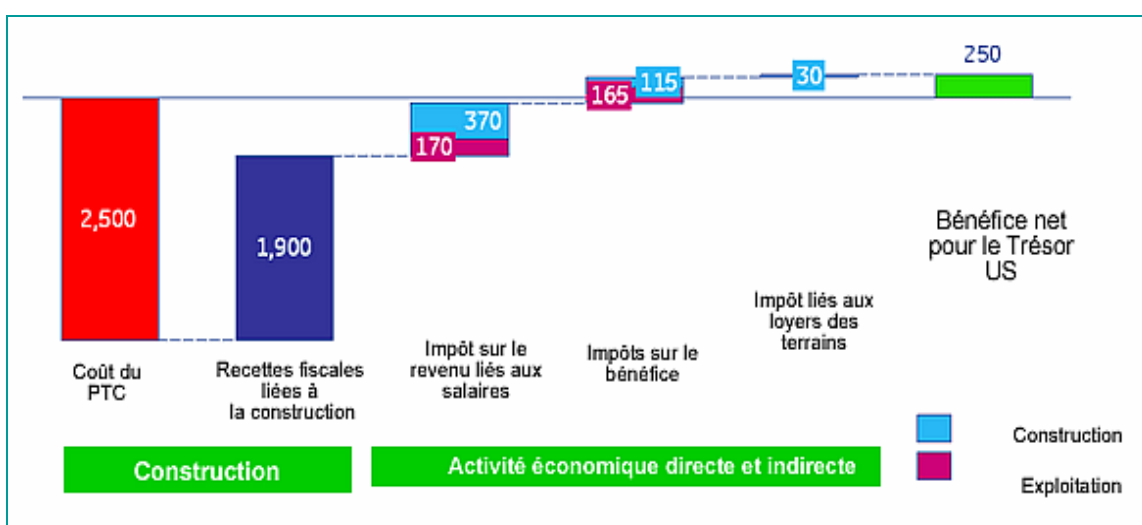 250
115
30
165
370
170
2,500
1,900
Bénéfice net
pour le Trésor
US
Impôt liés aux
loyers des
terrains
Impôt sur le
revenu liés aux
salaires
Impôts sur le
bénéfice
Coût du
PTC
Recettes fiscales
liées à
la construction
Construction
Activité économique directe et indirecte
Construction
Exploitation